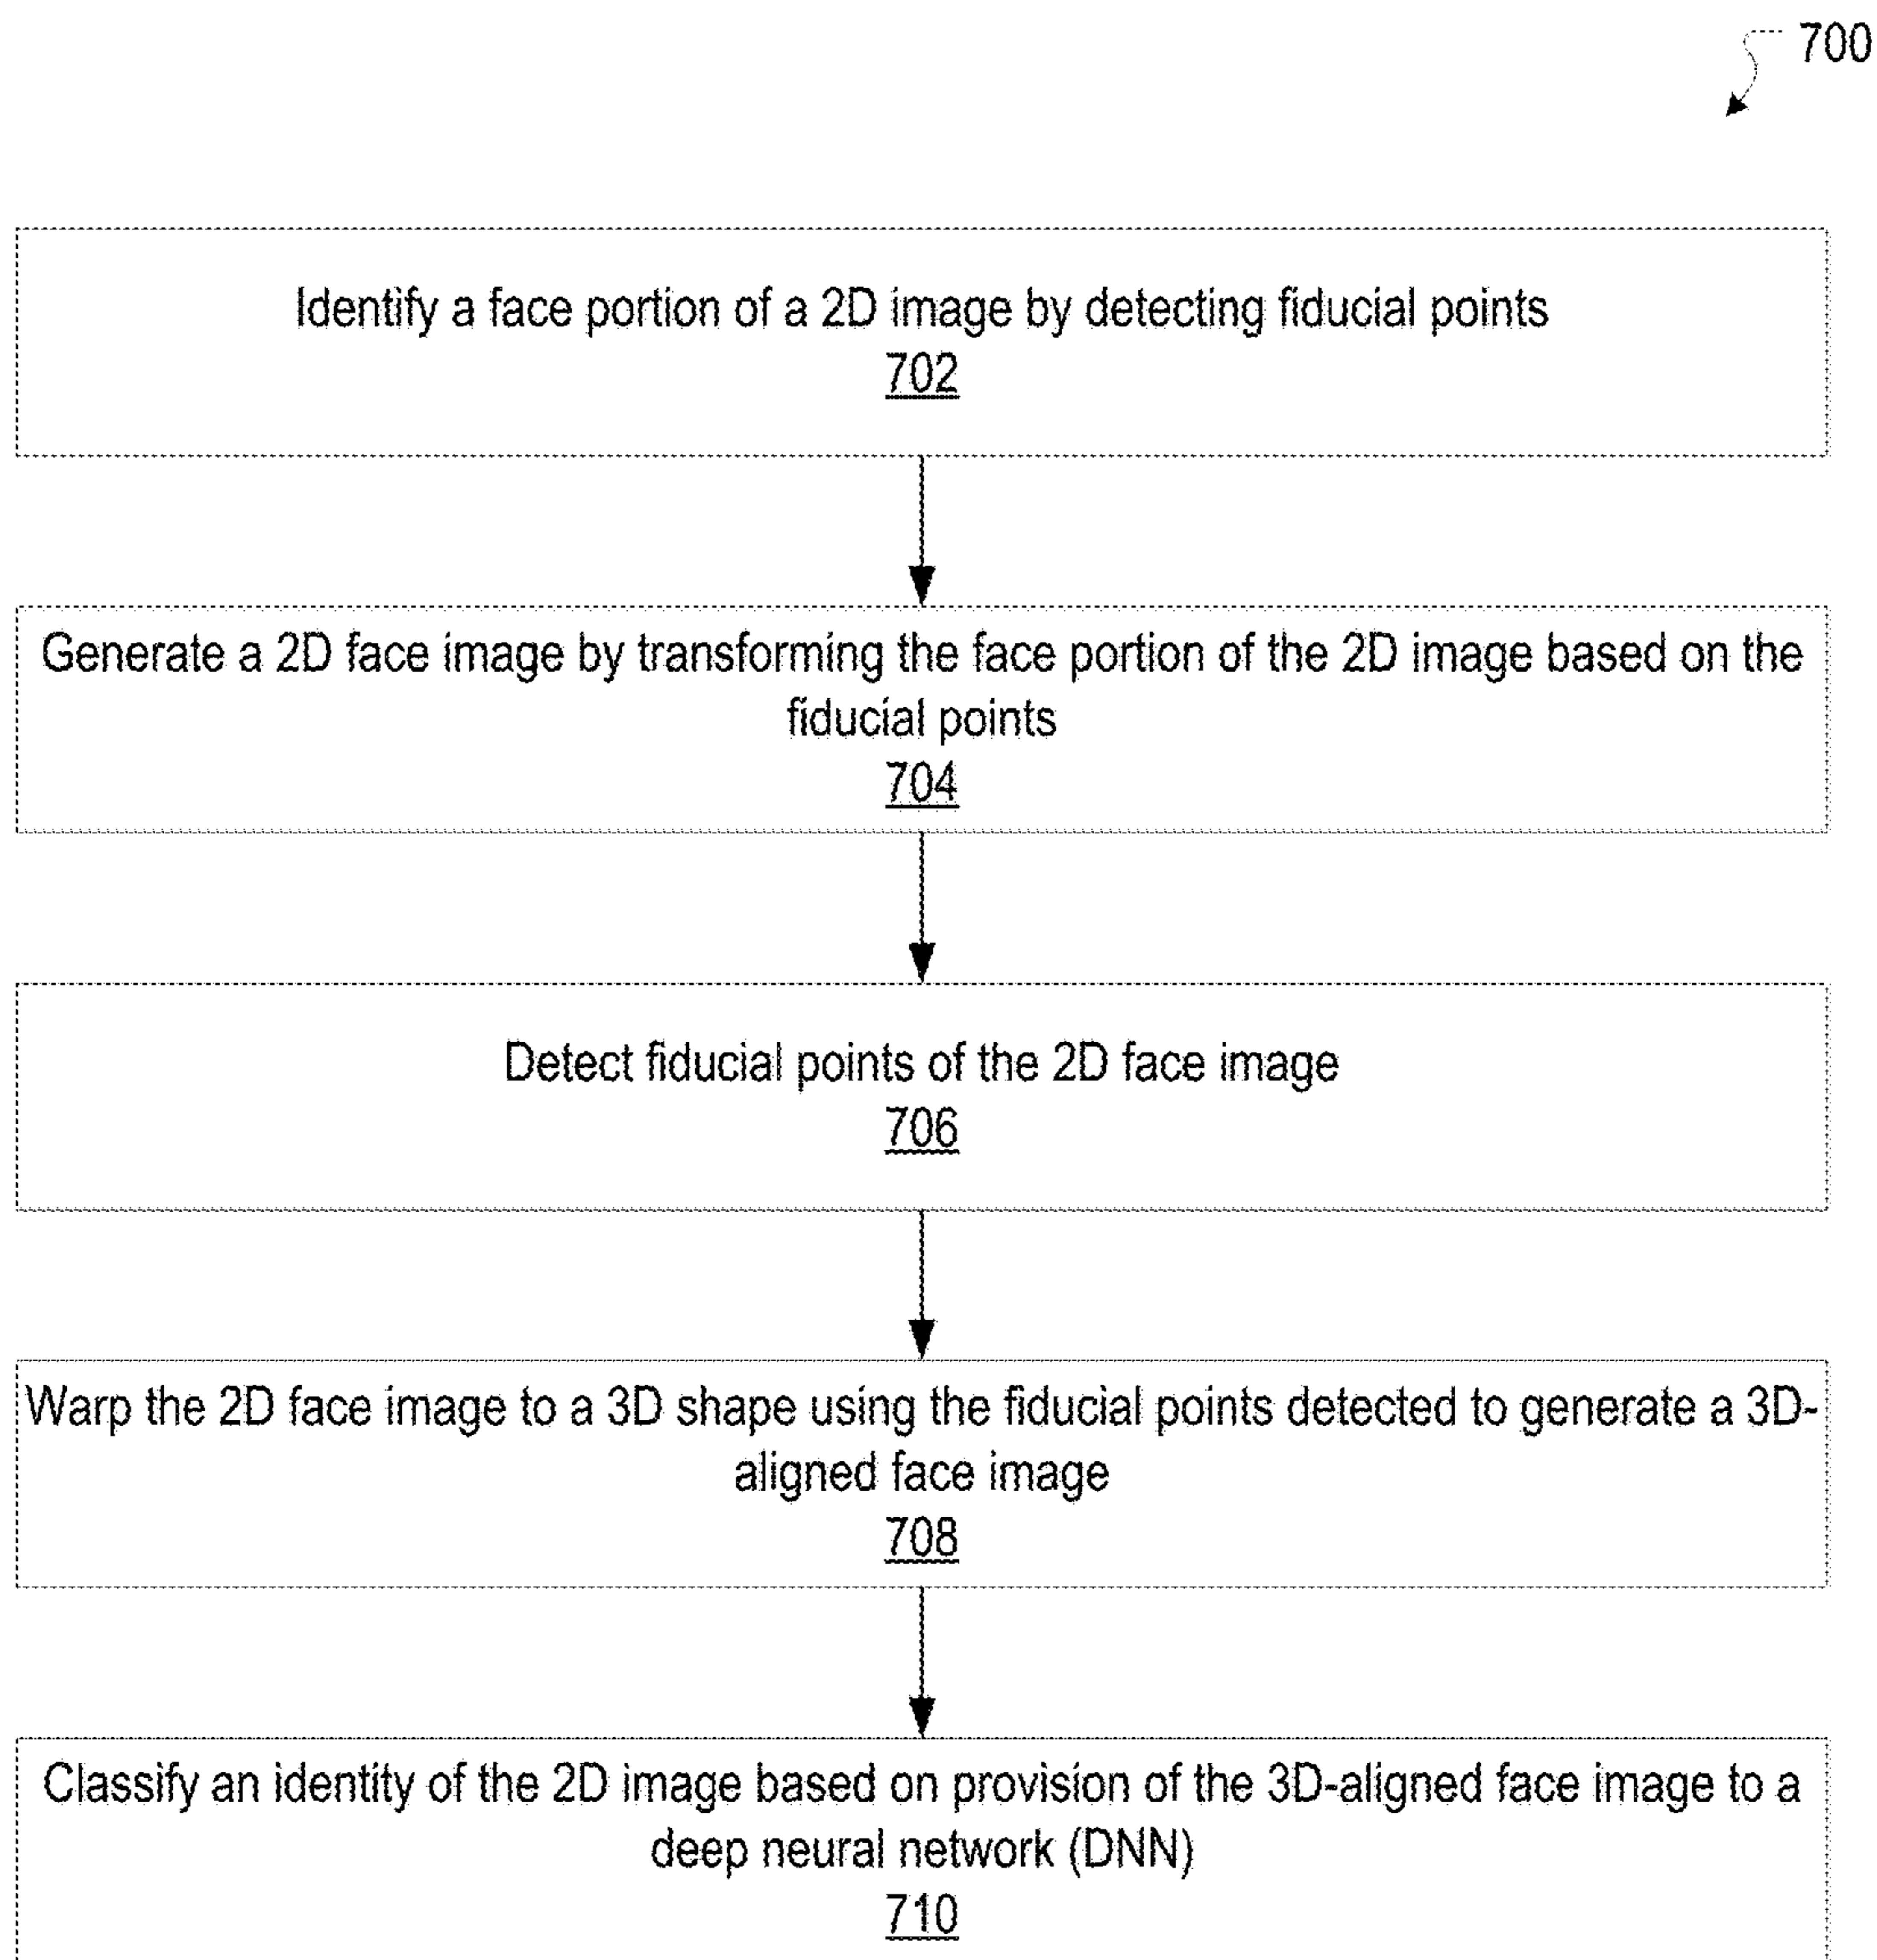 700
Identify a face portion of a 2D image by detecting fiducial points
702
Generate a 2D face image by transforming the face portion of the 2D image based on the
fiducial points
704
Detect fiducial points of the 2D face image
706
Warp the 2D face image to a 3D shape using the fiducial points detected to generate a 3D-
aligned face image
708
Classify an identity of the 2D image based on provision of the 3D-aligned face image to a
deep neural network (DNN)
710